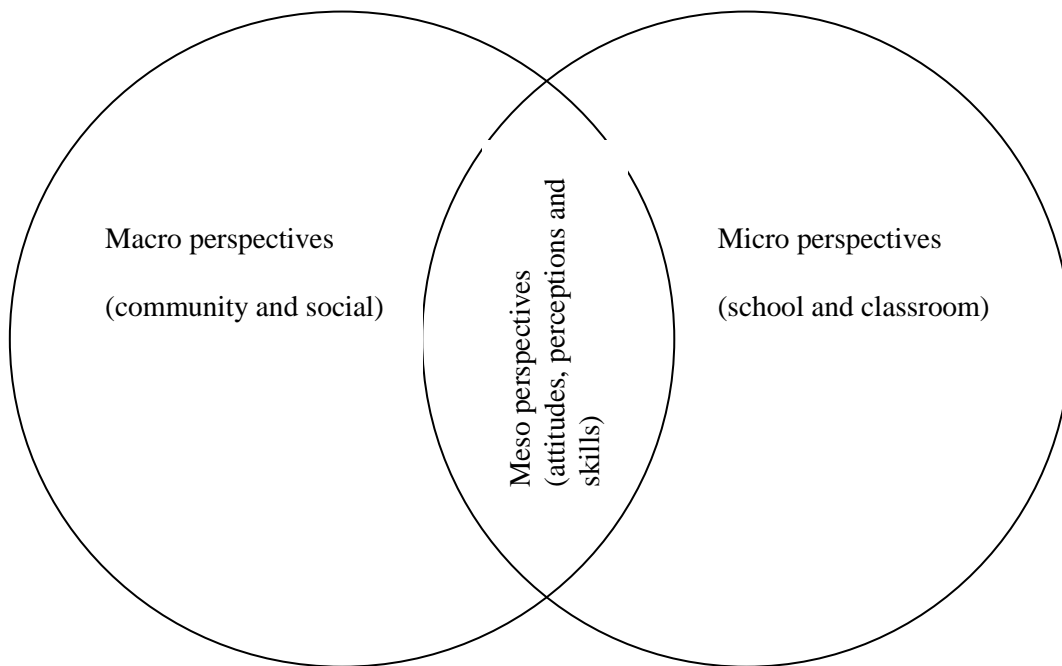 Macro perspectives
(community and social)
Meso perspectives
(attitudes, perceptions and
skills)
Micro perspectives
(school and classroom)